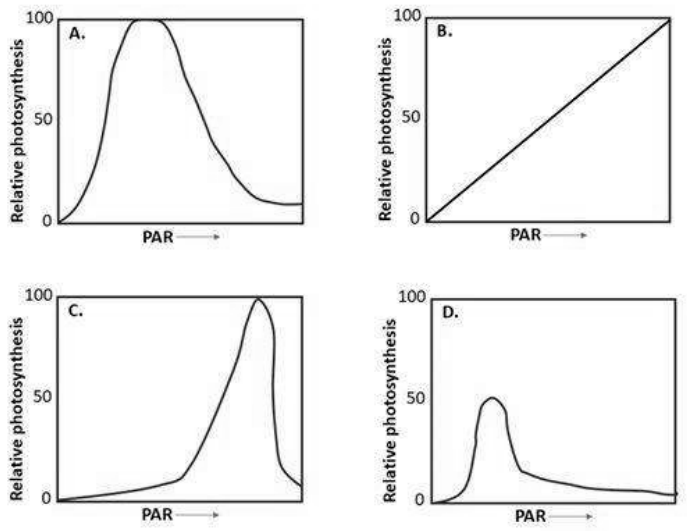 A.
100
50
0
Relative photosynthesis
PAR
B.
100
50
0
Relative photosynthesis
PAR
C.
100
50
0
Relative photosynthesis
PAR
D.
100
50
0
Relative photosynthesis
PAR